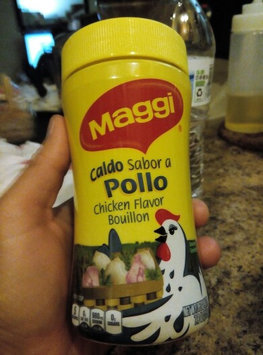 Maggi
Caldo Sabor a
Pollo
Chicken Flavor
Bouillon